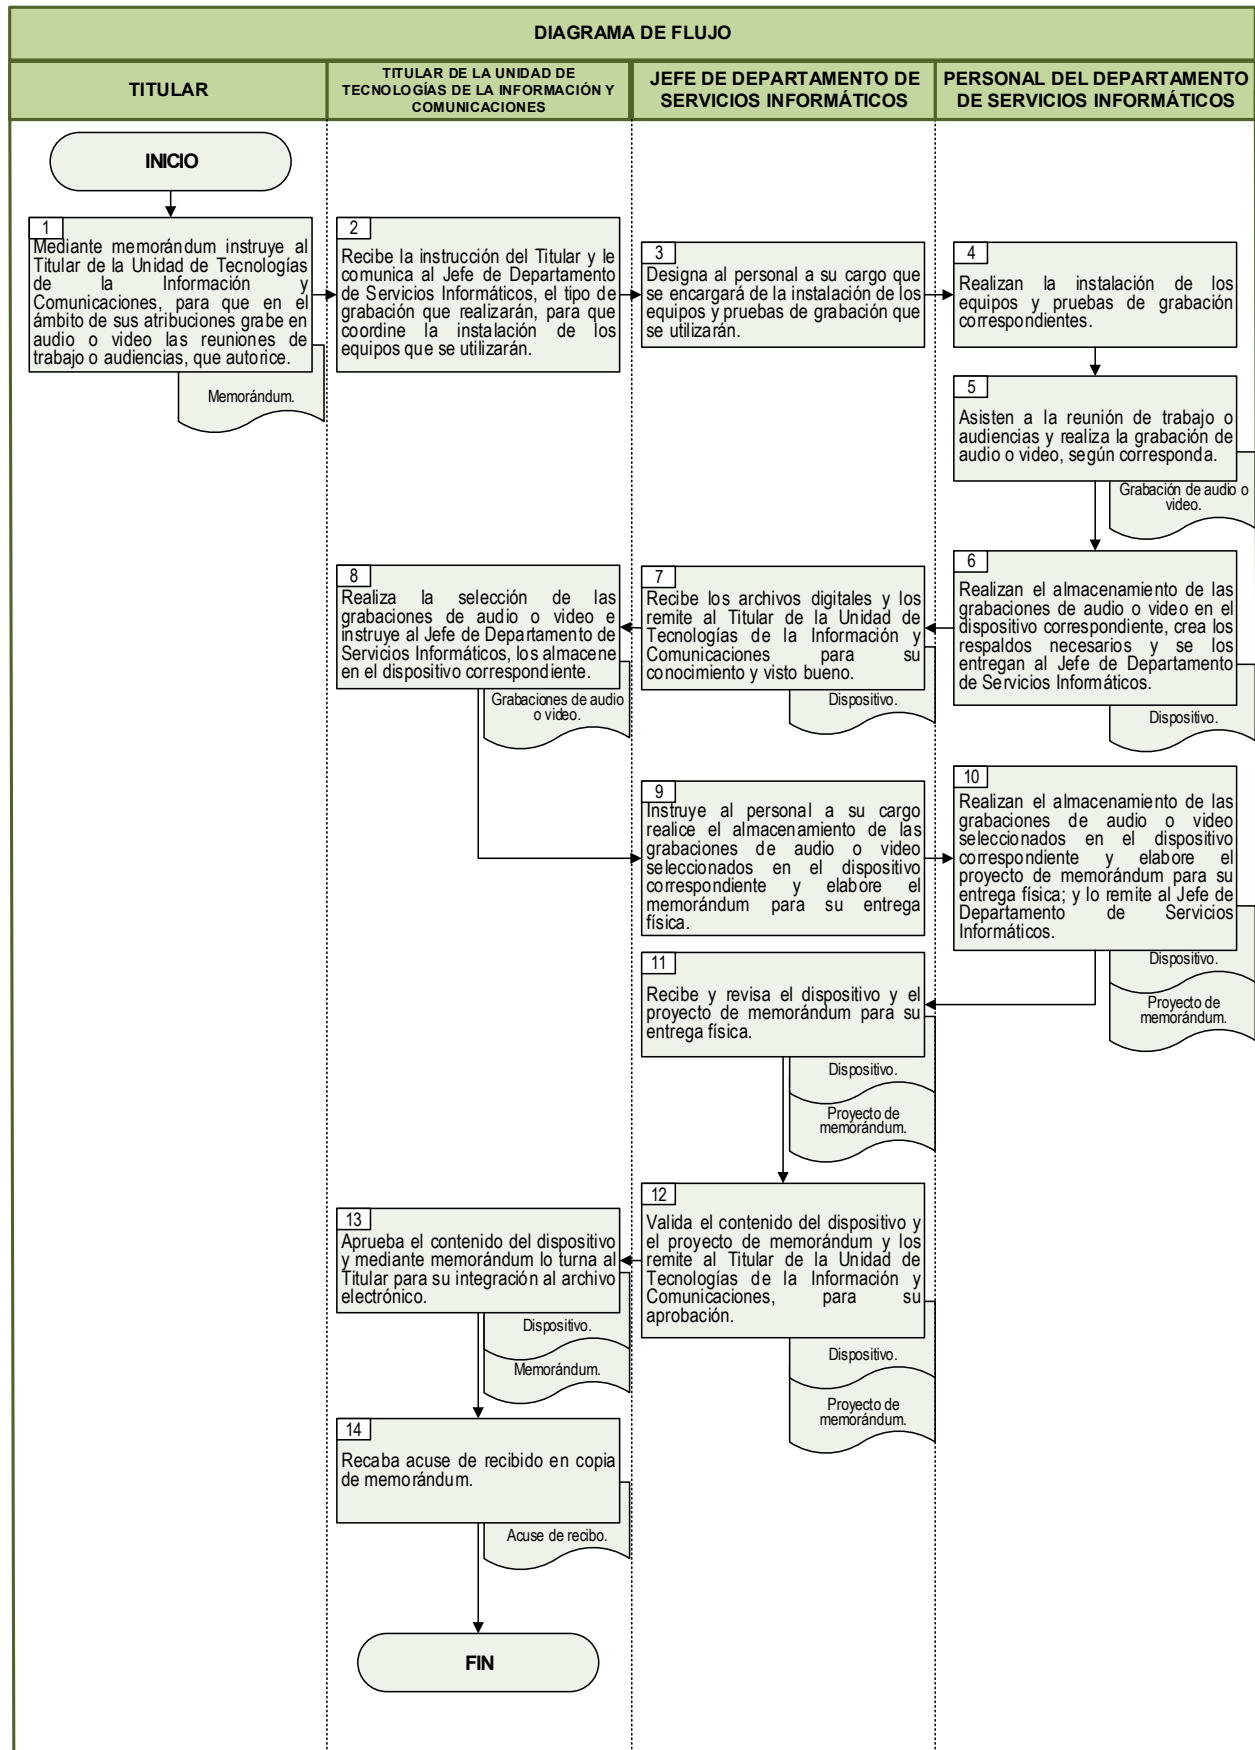 DIAGRAMA DE FLUJO
TITULAR
TITULAR DE LA UNIDAD DE
TECNOLOGÍAS DE LA INFORMACIÓN Y
COMUNICACIONES
JEFE DE DEPARTAMENTO DE
SERVICIOS INFORMÁTICOS
PERSONAL DEL DEPARTAMENTO
DE SERVICIOS INFORMÁTICOS
INICIO
1
Mediante memorándum instruye al
Titular de la Unidad de Tecnologías
de la Información y
Comunicaciones, para que en el
ámbito de sus atribuciones grabe en
audio o video las reuniones de
trabajo o audiencias, que autorice.
Memorándum.
2
Recibe la instrucción del Titular y le
comunica al Jefe de Departamento
de Servicios Informáticos, el tipo de
grabación que realizarán, para que
coordine la instalación de los
equipos que se utilizarán.
3
Designa al personal a su cargo que
se encargará de la instalación de los
equipos y pruebas de grabación que
se utilizarán.
4
Realizan la instalación de los
equipos y pruebas de grabación
correspondientes.
5
Asisten a la reunión de trabajo o
audiencias y realiza la grabación de
audio o video, según corresponda.
Grabación de audio o
video.
6
Realizan el almacenamiento de las
grabaciones de audio o video en el
dispositivo correspondiente, crea los
respaldos necesarios y se los
entregan al Jefe de Departamento
de Servicios Informáticos.
Dispositivo.
7
Recibe los archivos digitales y los
remite al Titular de la Unidad de
Tecnologías de la Información y
Comunicaciones para su
conocimiento y visto bueno.
Dispositivo.
8
Realiza la selección de las
grabaciones de audio o video e
instruye al Jefe de Departamento de
Servicios Informáticos, los almacene
en el dispositivo correspondiente.
Grabaciones de audio
o video.
9
Instruye al personal a su cargo
realice el almacenamiento de las
grabaciones de audio o video
seleccionados en el dispositivo
correspondiente y elabore el
memorándum para su entrega
física.
10
Realizan el almacenamiento de las
grabaciones de audio o video
seleccionados en el dispositivo
correspondiente y elabore el
proyecto de memorándum para su
entrega física; y lo remite al Jefe de
Departamento de Servicios
Informáticos.
Dispositivo.
Proyecto de
memorándum.
11
Recibe y revisa el dispositivo y el
proyecto de memorándum para su
entrega física.
Dispositivo.
Proyecto de
memorándum.
12
Valida el contenido del dispositivo y
el proyecto de memorándum y los
remite al Titular de la Unidad de
Tecnologías de la Información y
Comunicaciones, para su
aprobación.
Dispositivo.
Proyecto de
memorándum.
13
Aprueba el contenido del dispositivo
y mediante memorándum lo turna al
Titular para su integración al archivo
electrónico.
Dispositivo.
Memorándum.
14
Recaba acuse de recibido en copia
de memorándum.
Acuse de recibo.
FIN